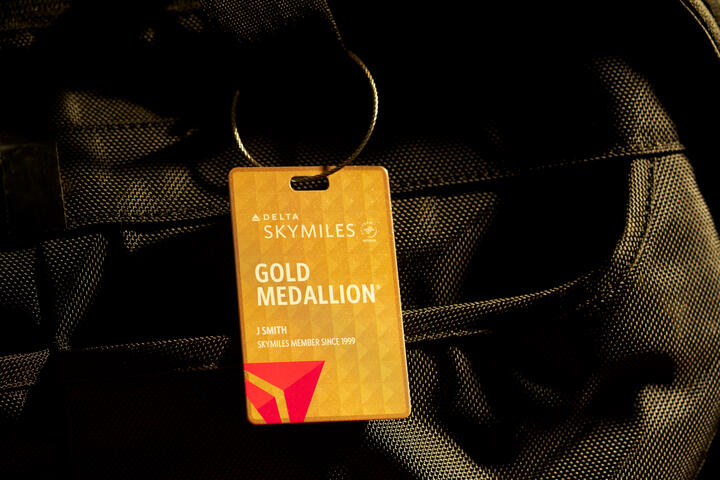 DELTA
SKYMILES
GOLD
MEDALLION®
J SMITH
SKYMILES MEMBER SINCE 1999